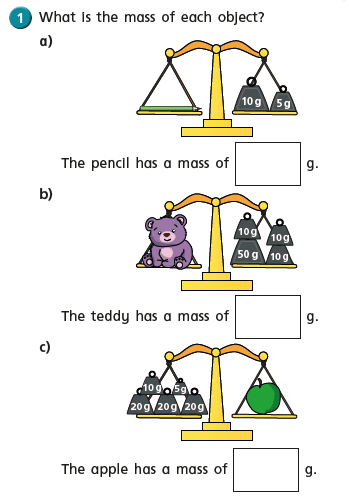 1 What is the mass of each object?
a)
10 g 5 g
The pencil has a mass of g.
b)
10 g 10 g
50 g 10 g
The teddy has a mass of g.
c)
10 g 5 g
20 g 20 g 20 g
The apple has a mass of g.